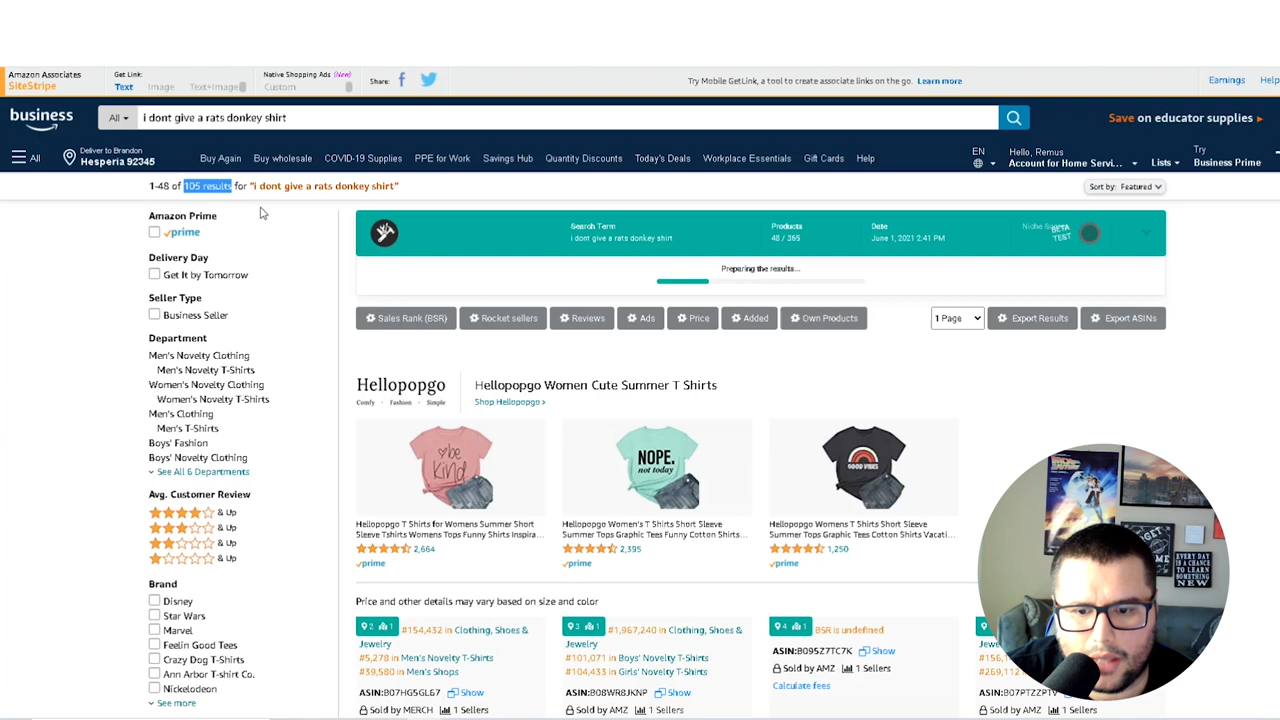 Amazon Associates
SiteStripe
Get Link:
Text
Image
Text+Image
Native Shopping Ads (New)
Custom
Share:
Try Mobile GetLink, a tool to create associate links on the go. Learn more
Earnings
Help
business
All
i dont give a rats donkey shirt
Save on educator supplies
All
Deliver to Brandon
Hesperia 92345
Buy Again
Buy wholesale
COVID-19 Supplies
PPE for Work
Savings Hub
Quantity Discounts
Today's Deals
Workplace Essentials
Gift Cards
Help
EN
Hello, Remus
Account for Home Servi...
Lists
Try
Business Prime
1-48 of 105 results for "i dont give a rats donkey shirt"
Sort by: Featured
Amazon Prime
prime
Delivery Day
Get It by Tomorrow
Seller Type
Business Seller
Department
Men's Novelty Clothing
Men's Novelty T-Shirts
Women's Novelty Clothing
Women's Novelty T-Shirts
Men's Clothing
Men's T-Shirts
Boys' Fashion
Boys' Novelty Clothing
See All 6 Departments
Avg. Customer Review
& Up
& Up
& Up
& Up
Brand
Disney
Star Wars
Marvel
Feelin Good Tees
Crazy Dog T-Shirts
Ann Arbor T-shirt Co.
Nickelodeon
See more
Search Term
i dont give a rats donkey shirt
Products
48 / 365
Date
June 1, 2021 2:41 PM
BETA
TEST
Preparing the results...
Sales Rank (BSR)
Rocket sellers
Reviews
Ads
Price
Added
Own Products
1 Page
Export Results
Export ASINs
Hellopopgo
Comfy · Fashion · Simple
Hellopopgo Women Cute Summer T Shirts
Shop Hellopopgo
be
kind
NOPE.
not today
GOOD VIBES
Hellopopgo T Shirts for Womens Summer Short
Sleeve Tshirts Womens Tops Funny Shirts Inspira...
2,664
prime
Hellopopgo Women's T Shirts Short Sleeve
Summer Tops Graphic Tees Funny Cotton Shirts...
2,395
prime
Hellopopgo Womens T Shirts Short Sleeve
Summer Tops Graphic Tees Cotton Shirts Vacati...
1,250
prime
Price and other details may vary based on size and color
2 1 #154,432 in Clothing, Shoes &
Jewelry
#5,278 in Men's Novelty T-Shirts
#39,580 in Men's Shops
ASIN:B07HG5GL67 Show
Sold by MERCH 1 Sellers
3 1 #1,967,240 in Clothing, Shoes &
Jewelry
#101,071 in Boys' Novelty T-Shirts
#104,433 in Girls' Novelty T-Shirts
ASIN:B08WR8JKNP Show
Sold by AMZ 1 Sellers
4 1 BSR is undefined
ASIN:B095Z7TC7K Show
Sold by AMZ 1 Sellers
Calculate fees
#156,
#269,112
ASIN:B07PTZZP1V
Sold by AMZ 1 Sellers
BACK
FUTURE
EVERY DAY
IS A CHANCE
TO LEARN
SOMETHING
NEW